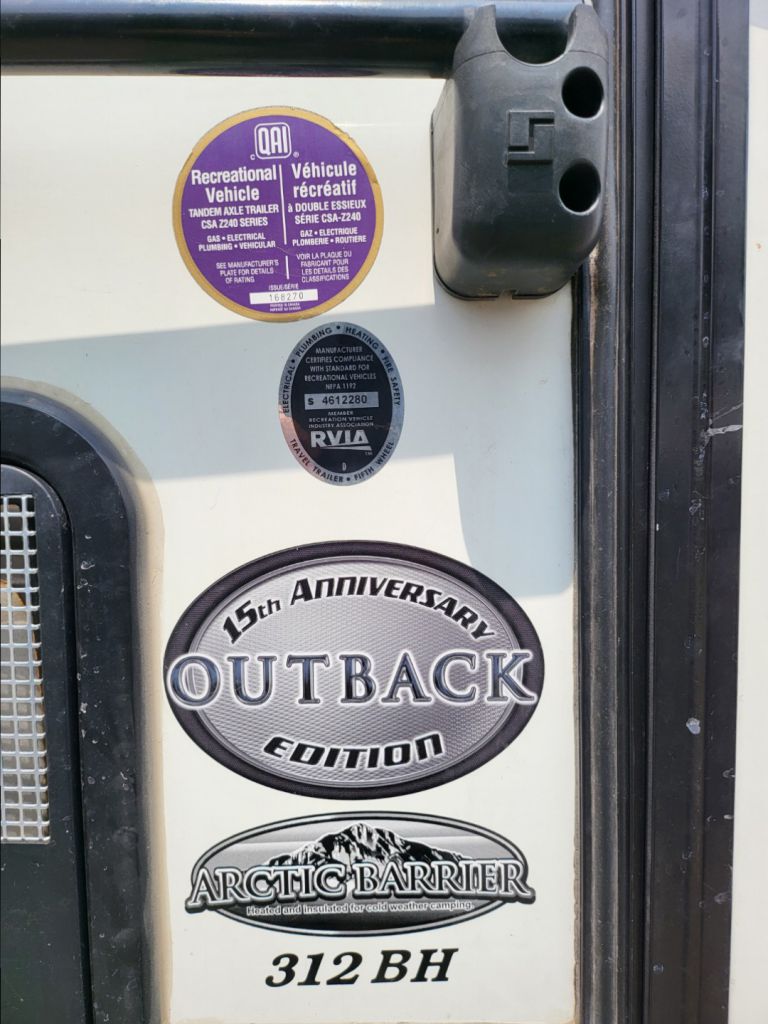 QAI
Recreational
Vehicle
TANDEM AXLE TRAILER
CSA Z240 SERIES
GAS • ELECTRICAL
PLUMBING • VEHICULAR
SEE MANUFACTURER'S
PLATE FOR DETAILS
OF RATING
Véhicule
récréatif
à DOUBLE ESSIEUX
SÉRIE CSA-Z240
GAZ • ELECTRIQUE
PLOMBERIE • ROUTIERE
VOIR LA PLAQUE DU
FABRICANT POUR
LES DETAILS DES
CLASSIFICATIONS
ISSUE/SÉRIE
168270
ELECTRICAL • PLUMBING • HEATING • FIRE SAFETY
MANUFACTURER
CERTIFIES COMPLIANCE
WITH STANDARD FOR
RECREATIONAL VEHICLES
NFPA 1192
S 4612280
MEMBER
RECREATION VEHICLE
INDUSTRY ASSOCIATION
RVIA
TM
D
TRAVEL TRAILER • FIFTH WHEEL
15th ANNIVERSARY
OUTBACK
EDITION
ARCTIC BARRIER
Heated and insulated for cold weather camping.
312 BH